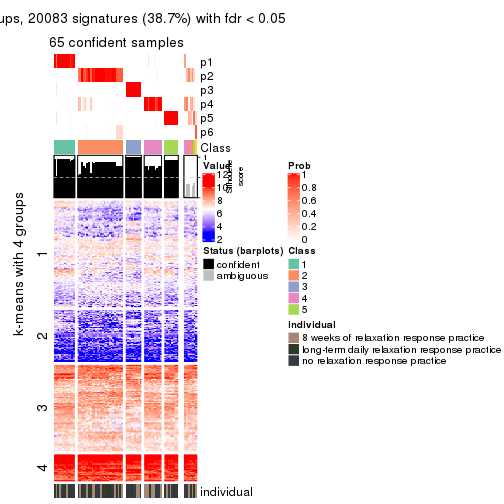 ups, 20083 signatures (38.7%) with fdr < 0.05
65 confident samples
p1
p2
p3
p4
p5
p6
Class
1
Silhouette
score
k-means with 4 groups
1
2
3
4
individual
Value
12
10
8
6
4
2
Prob
1
0.8
0.6
0.4
0.2
0
Status (barplots)
confident
ambiguous
Class
1
2
3
4
5
individual
8 weeks of relaxation response practice
long-term daily relaxation response practice
no relaxation response practice